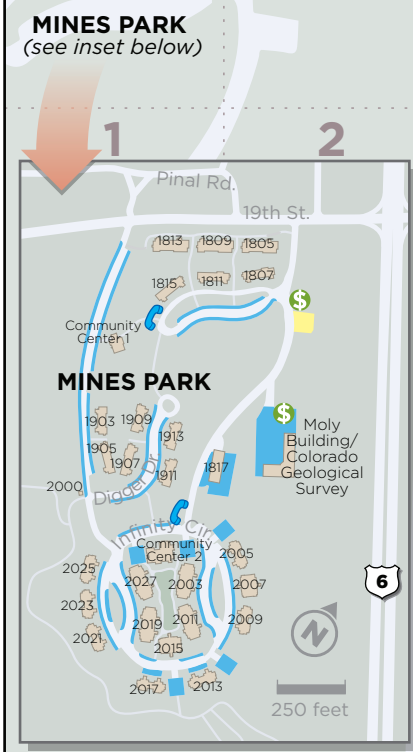 MINES PARK
(see inset below)
1
2
Pinal Rd.
19th St.
1813
1809
1805
1815
1811
1807
$
Community
Center 1
MINES PARK
1903
1909
1913
1905
1907
1911
2000
Digger Dr.
1817
$
Moly
Building/
Colorado
Geological
Survey
Infinity Cir.
Community
Center 2
2005
2025
2027
2003
2007
2023
2019
2011
2009
2021
2015
2017
2013
6
N
250 feet